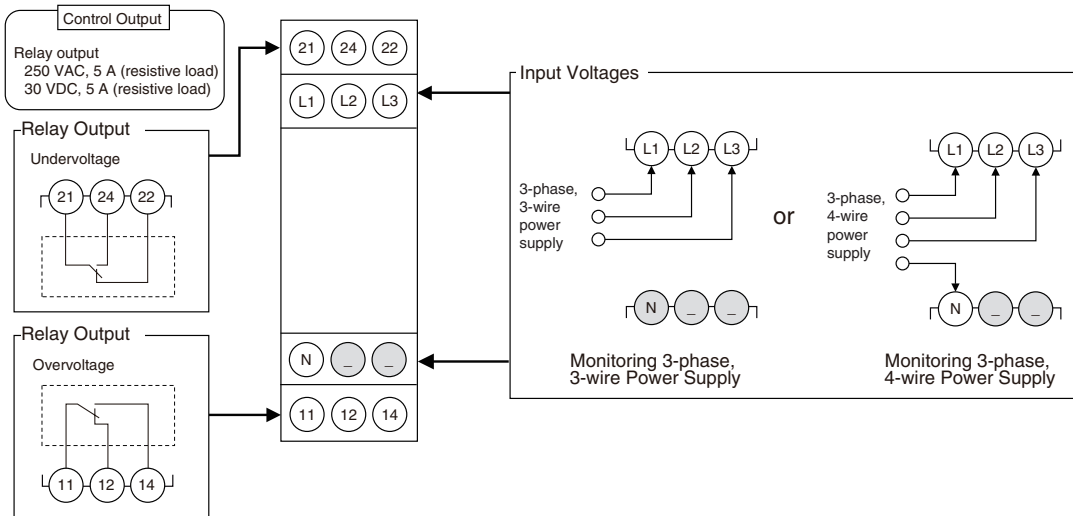 Control Output
Relay output
250 VAC, 5 A (resistive load)
30 VDC, 5 A (resistive load)
Relay Output
Undervoltage
21 24 22
Relay Output
Overvoltage
11 12 14
21 24 22
L1 L2 L3
N _ _
11 12 14
Input Voltages
L1 L2 L3
3-phase,
3-wire
power
supply
N _ _
Monitoring 3-phase,
3-wire Power Supply
or
L1 L2 L3
3-phase,
4-wire
power
supply
N _ _
Monitoring 3-phase,
4-wire Power Supply